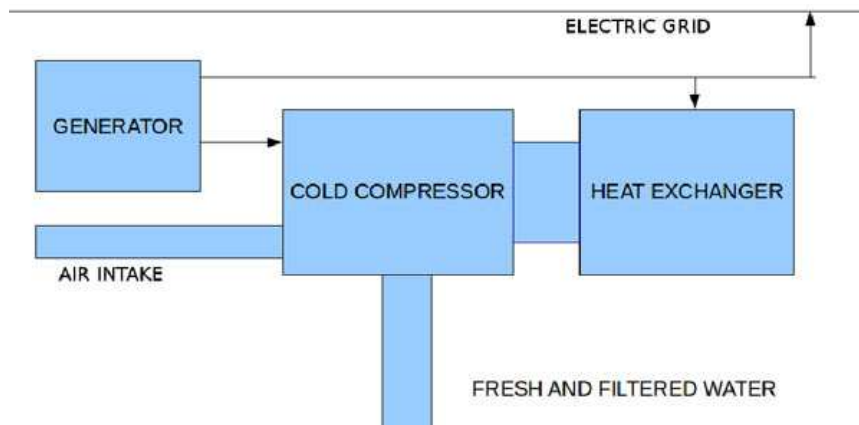 ELECTRIC GRID
GENERATOR
COLD COMPRESSOR
HEAT EXCHANGER
AIR INTAKE
FRESH AND FILTERED WATER